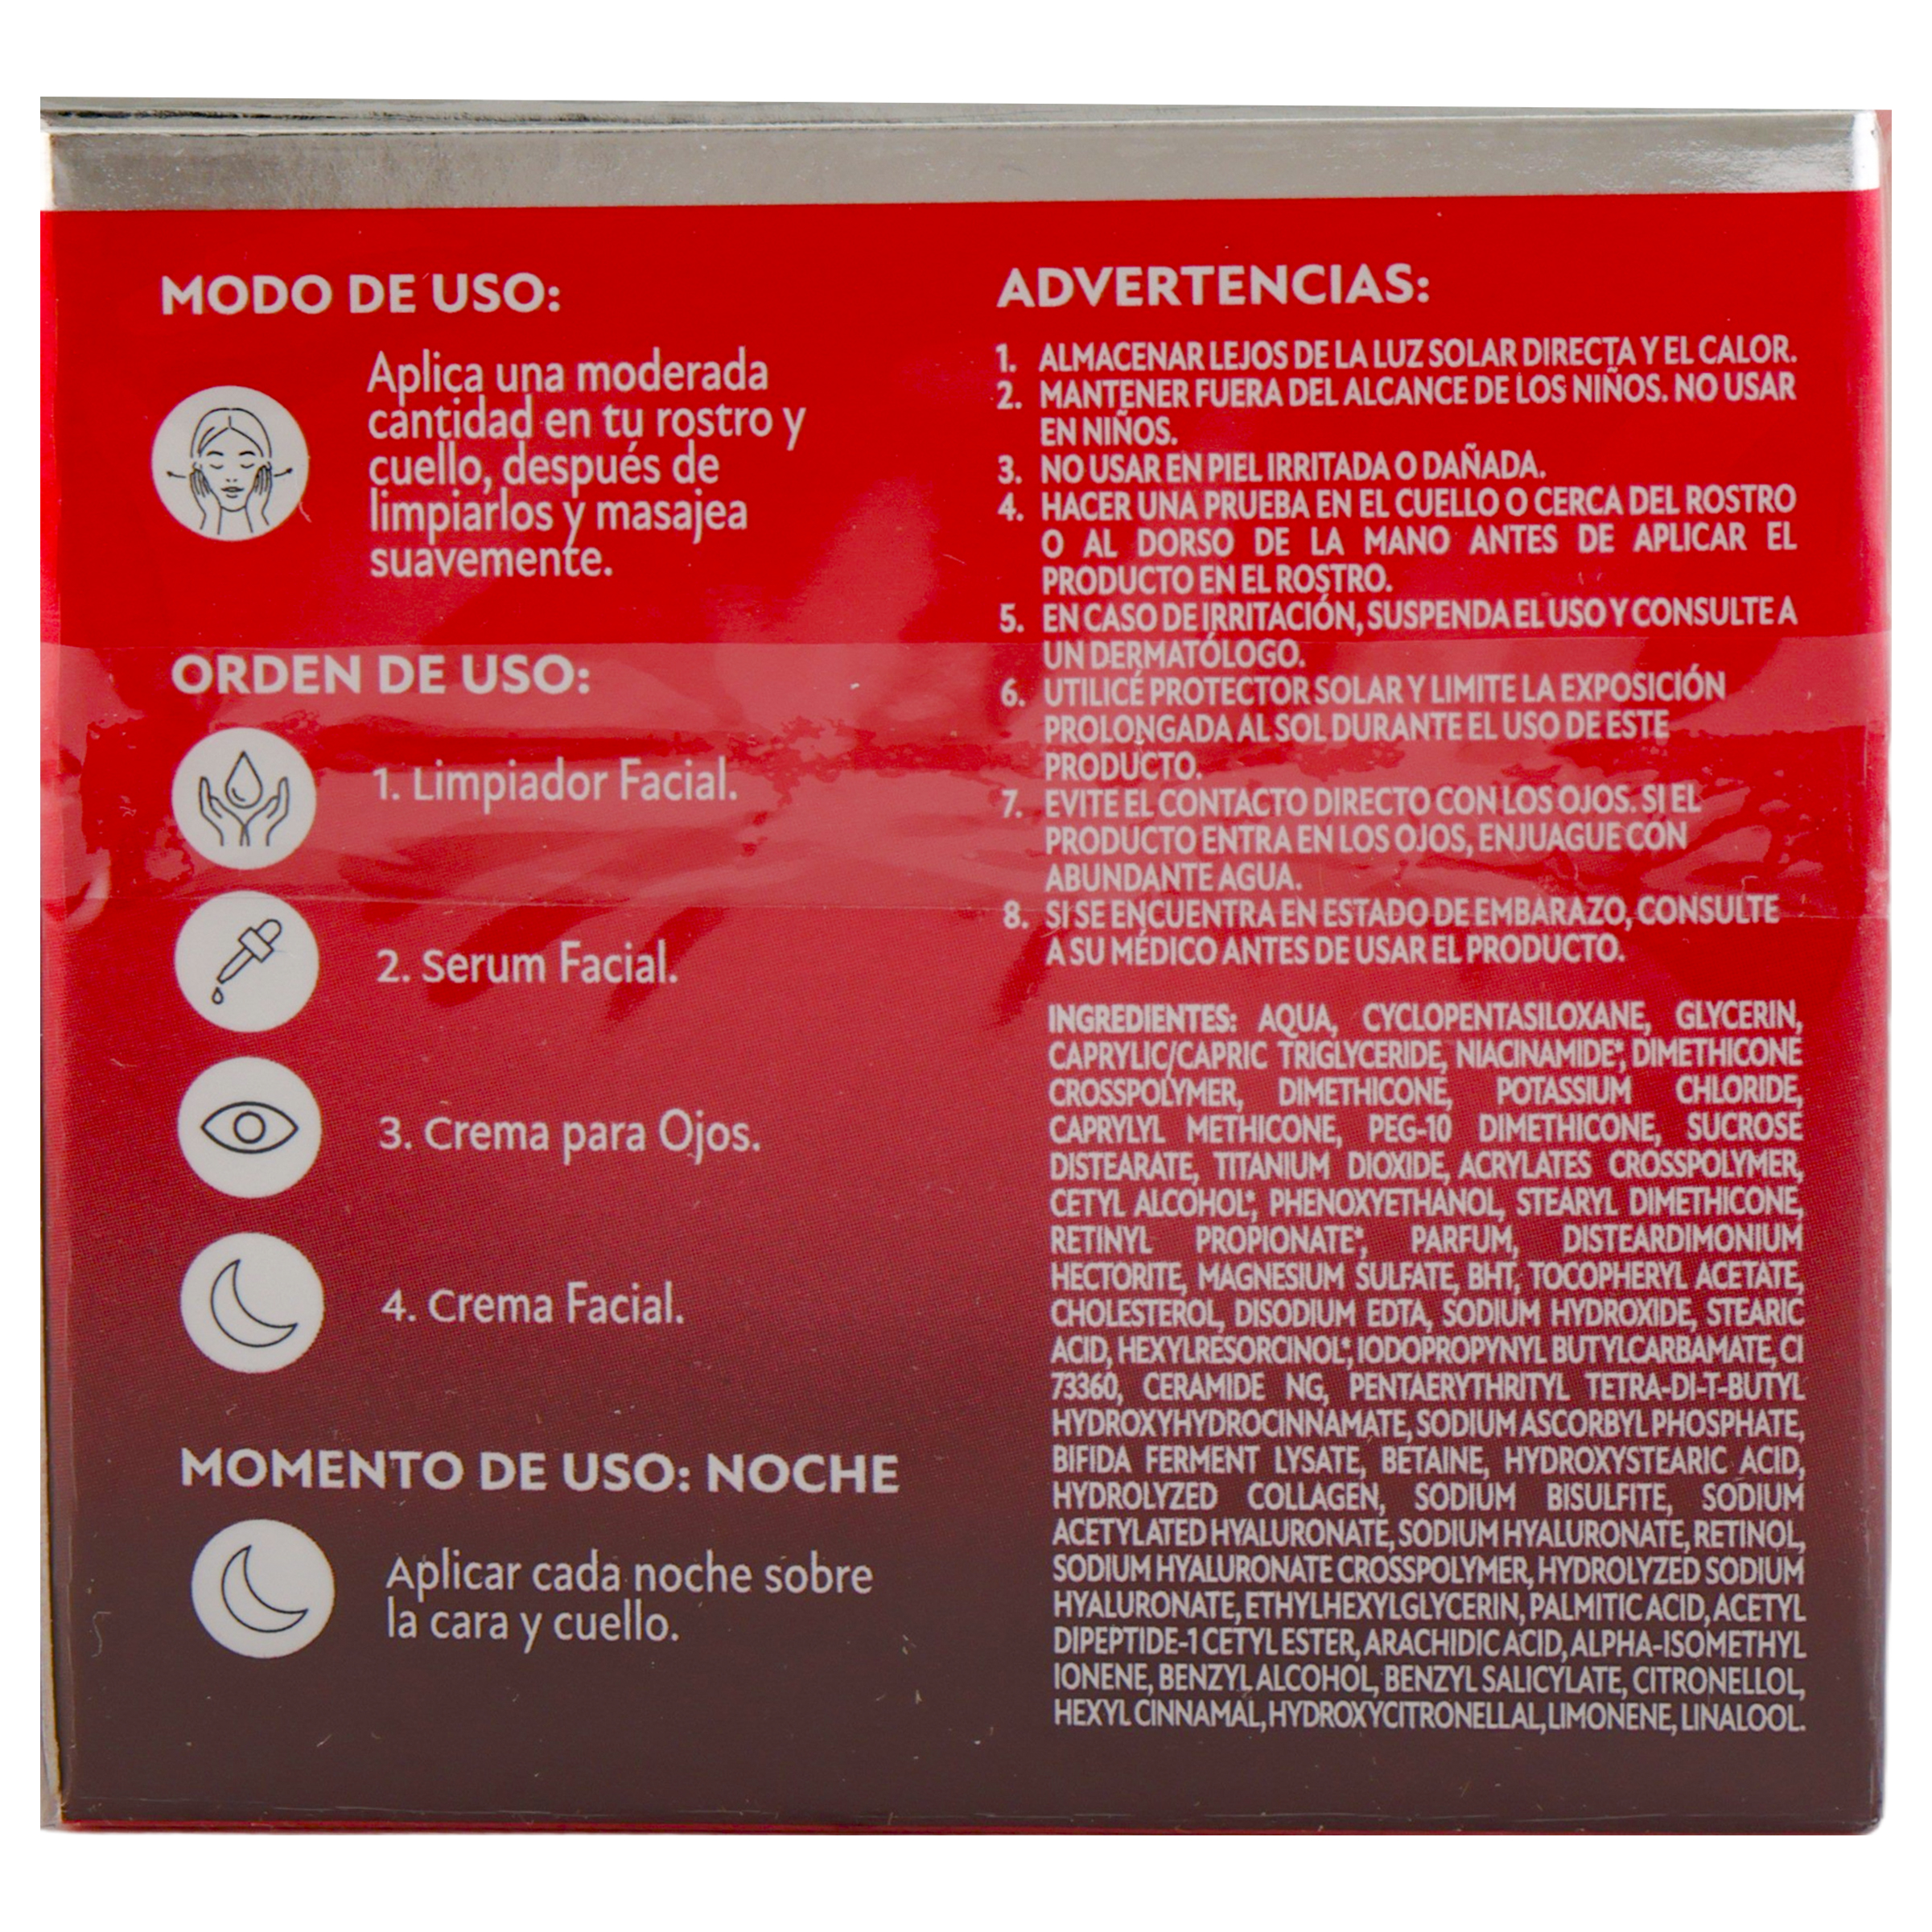 MODO DE USO:
Aplica una moderada
cantidad en tu rostro y
cuello, después de
limpiarlos y masajea
suavemente.
ORDEN DE USO:
1. Limpiador Facial.
2. Serum Facial.
3. Crema para Ojos.
4. Crema Facial.
MOMENTO DE USO: NOCHE
Aplicar cada noche sobre
la cara y cuello.
ADVERTENCIAS:
1. ALMACENAR LEJOS DE LA LUZ SOLAR DIRECTA Y EL CALOR.
2. MANTENER FUERA DEL ALCANCE DE LOS NIÑOS. NO USAR
EN NIÑOS.
3. NO USAR EN PIEL IRRITADA O DAÑADA.
4. HACER UNA PRUEBA EN EL CUELLO O CERCA DEL ROSTRO
O AL DORSO DE LA MANO ANTES DE APLICAR EL
PRODUCTO EN EL ROSTRO.
5. EN CASO DE IRRITACIÓN, SUSPENDA EL USO Y CONSULTE A
UN DERMATÓLOGO.
6. UTILICE PROTECTOR SOLAR Y LIMITE LA EXPOSICIÓN
PROLONGADA AL SOL DURANTE EL USO DE ESTE
PRODUCTO.
7. EVITE EL CONTACTO DIRECTO CON LOS OJOS. SI EL
PRODUCTO ENTRA EN LOS OJOS, ENJUAGUE CON
ABUNDANTE AGUA.
8. SI SE ENCUENTRA EN ESTADO DE EMBARAZO, CONSULTE
A SU MÉDICO ANTES DE USAR EL PRODUCTO.
INGREDIENTES: AQUA, CYCLOPENTASILOXANE, GLYCERIN,
CAPRYLIC/CAPRIC TRIGLYCERIDE, NIACINAMIDE*, DIMETHICONE
CROSSPOLYMER, DIMETHICONE, POTASSIUM CHLORIDE,
CAPRYLYL METHICONE, PEG-10 DIMETHICONE, SUCROSE
DISTEARATE, TITANIUM DIOXIDE, ACRYLATES CROSSPOLYMER,
CETYL ALCOHOL*, PHENOXYETHANOL, STEARYL DIMETHICONE,
RETINYL PROPIONATE*, PARFUM, DISTEARDIMONIUM
HECTORITE, MAGNESIUM SULFATE, BHT, TOCOPHERYL ACETATE,
CHOLESTEROL, DISODIUM EDTA, SODIUM HYDROXIDE, STEARIC
ACID, HEXYLRESORCINOL*, IODOPROPYNYL BUTYLCARBAMATE, CI
73360, CERAMIDE NG, PENTAERYTHRITYL TETRA-DI-T-BUTYL
HYDROXYHYDROCINNAMATE, SODIUM ASCORBYL PHOSPHATE,
BIFIDA FERMENT LYSATE, BETAINE, HYDROXYSTEARIC ACID,
HYDROLYZED COLLAGEN, SODIUM BISULFITE, SODIUM
ACETYLATED HYALURONATE, SODIUM HYALURONATE, RETINOL,
SODIUM HYALURONATE CROSSPOLYMER, HYDROLYZED SODIUM
HYALURONATE, ETHYLHEXYLGLYCERIN, PALMITIC ACID, ACETYL
DIPEPTIDE-1 CETYL ESTER, ARACHIDIC ACID, ALPHA-ISOMETHYL
IONENE, BENZYL ALCOHOL, BENZYL SALICYLATE, CITRONELLOL,
HEXYL CINNAMAL, HYDROXYCITRONELLAL, LIMONENE, LINALOOL.